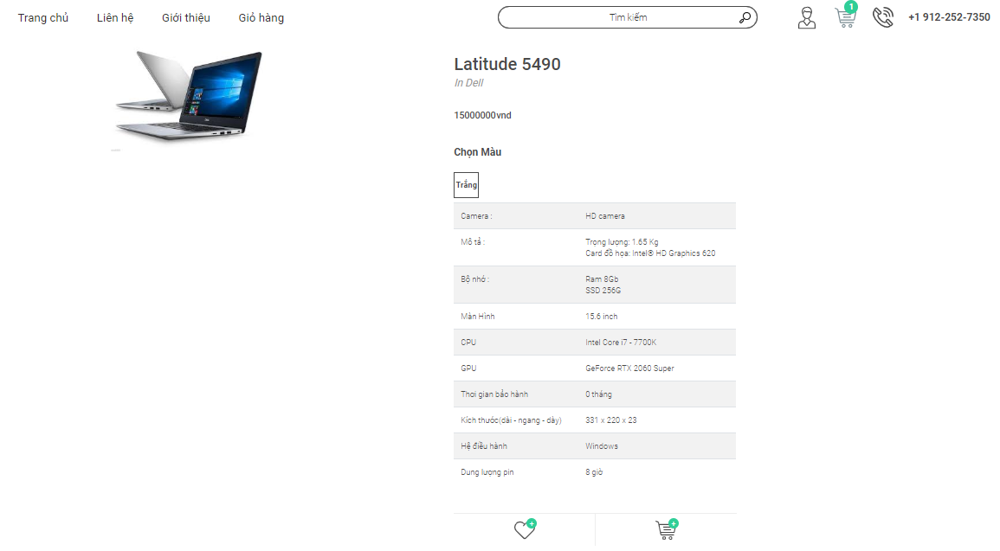 Trang chủ Liên hệ Giới thiệu Giỏ hàng Tìm kiếm 1 +1 912-252-7350
Latitude 5490
In Dell
15000000vnd
Chọn Màu
Trắng
Camera : HD camera
Mô tả : Trọng lượng: 1.65 Kg
Card đồ họa: Intel® HD Graphics 620
Bộ nhớ : Ram 8Gb
SSD 256G
Màn Hình 15.6 inch
CPU Intel Core i7 - 7700K
GPU GeForce RTX 2060 Super
Thời gian bảo hành 0 tháng
Kích thước(dài - ngang - dày) 331 x 220 x 23
Hệ điều hành Windows
Dung lượng pin 8 giờ
+ +